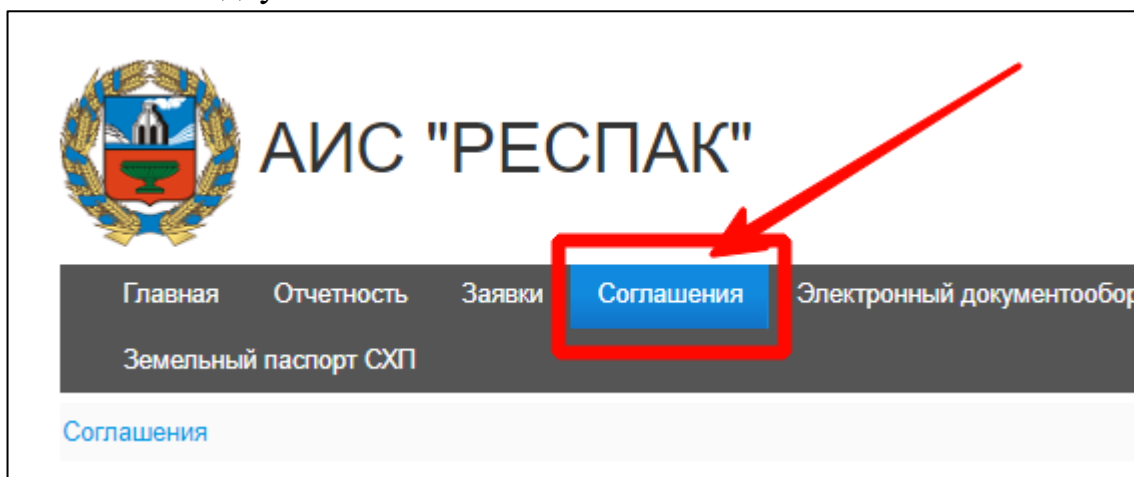 АИС "РЕСПАК"
Главная Отчетность Заявки Соглашения Электронный документообор
Земельный паспорт СХП
Соглашения